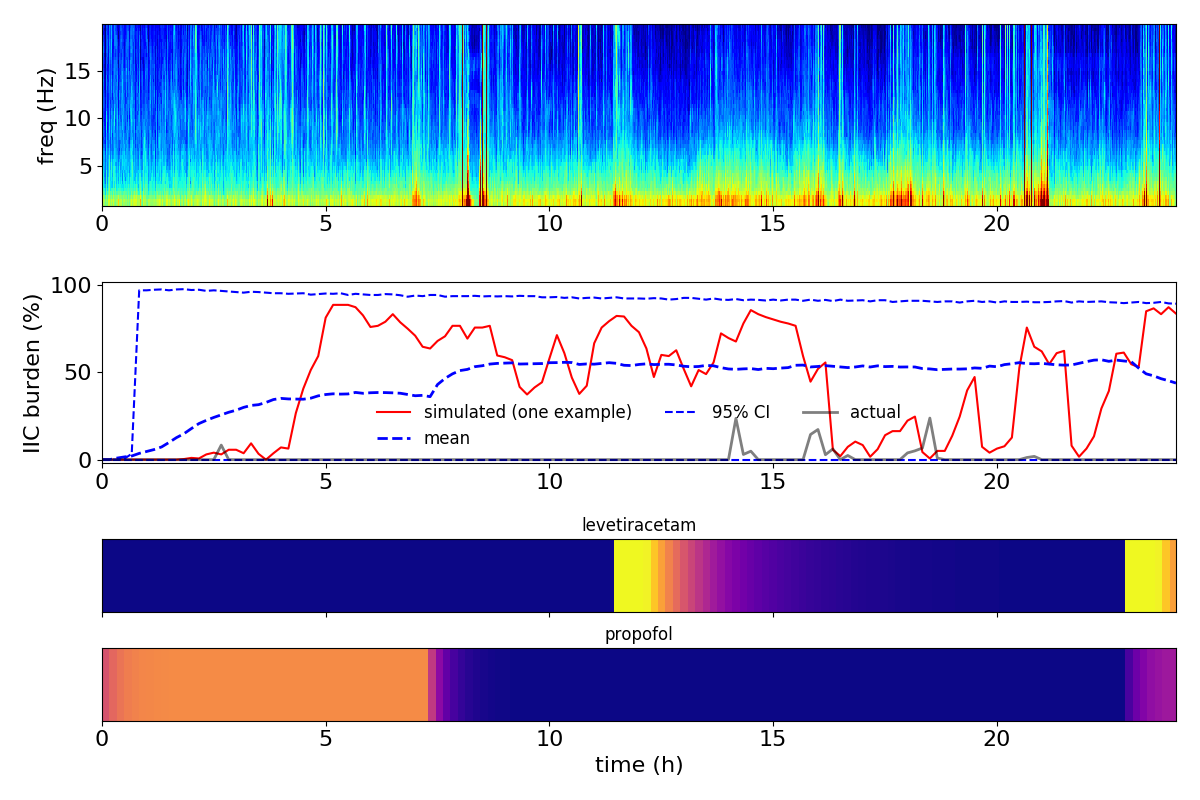 freq (Hz)
15
10
5
0 5 10 15 20
IIC burden (%)
100
50
0
simulated (one example) 95% CI actual
mean
0 5 10 15 20
levetiracetam
propofol
0 5 10 15 20
time (h)